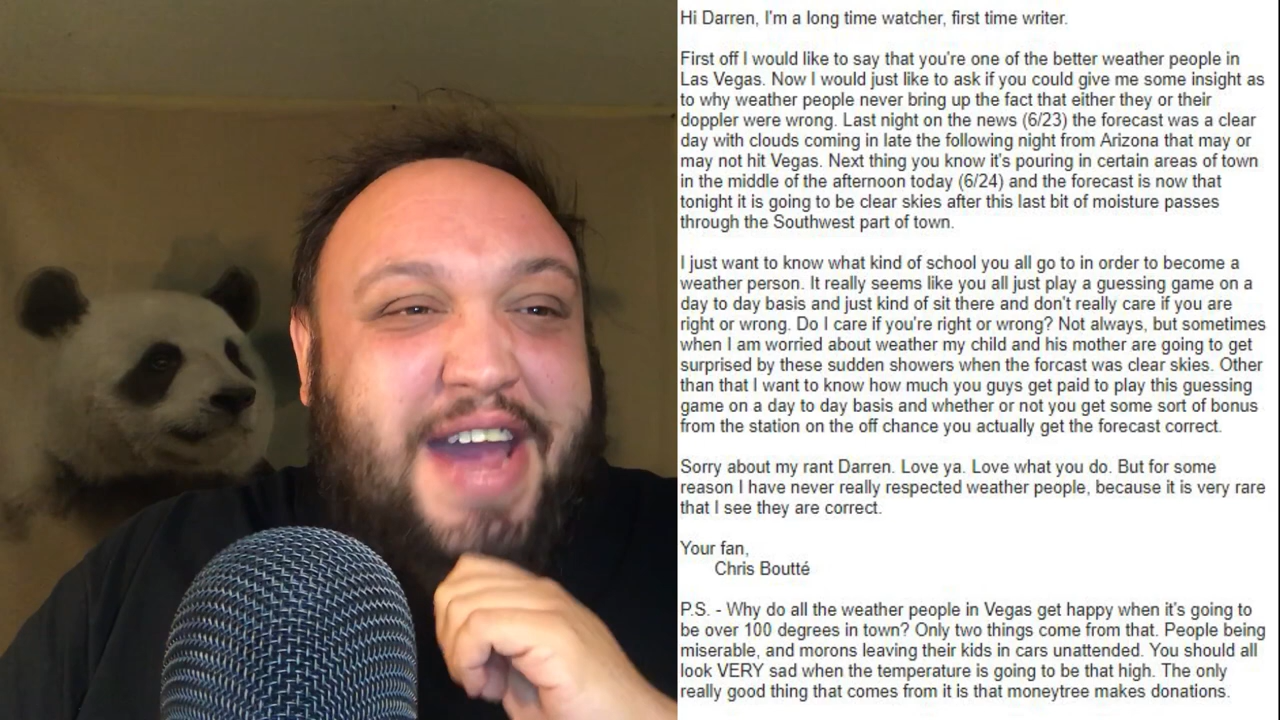 Hi Darren, I'm a long time watcher, first time writer.
First off I would like to say that you're one of the better weather people in
Las Vegas. Now I would just like to ask if you could give me some insight as
to why weather people never bring up the fact that either they or their
doppler were wrong. Last night on the news (6/23) the forecast was a clear
day with clouds coming in late the following night from Arizona that may or
may not hit Vegas. Next thing you know it's pouring in certain areas of town
in the middle of the afternoon today (6/24) and the forecast is now that
tonight it is going to be clear skies after this last bit of moisture passes
through the Southwest part of town.
I just want to know what kind of school you all go to in order to become a
weather person. It really seems like you all just play a guessing game on a
day to day basis and just kind of sit there and don't really care if you are
right or wrong. Do I care if you're right or wrong? Not always, but sometimes
when I am worried about weather my child and his mother are going to get
surprised by these sudden showers when the forcast was clear skies. Other
than that I want to know how much you guys get paid to play this guessing
game on a day to day basis and whether or not you get some sort of bonus
from the station on the off chance you actually get the forecast correct.
Sorry about my rant Darren. Love ya. Love what you do. But for some
reason I have never really respected weather people, because it is very rare
that I see they are correct.
Your fan,
Chris Boutté
P.S. - Why do all the weather people in Vegas get happy when it's going to
be over 100 degrees in town? Only two things come from that. People being
miserable, and morons leaving their kids in cars unattended. You should all
look VERY sad when the temperature is going to be that high. The only
really good thing that comes from it is that moneytree makes donations.